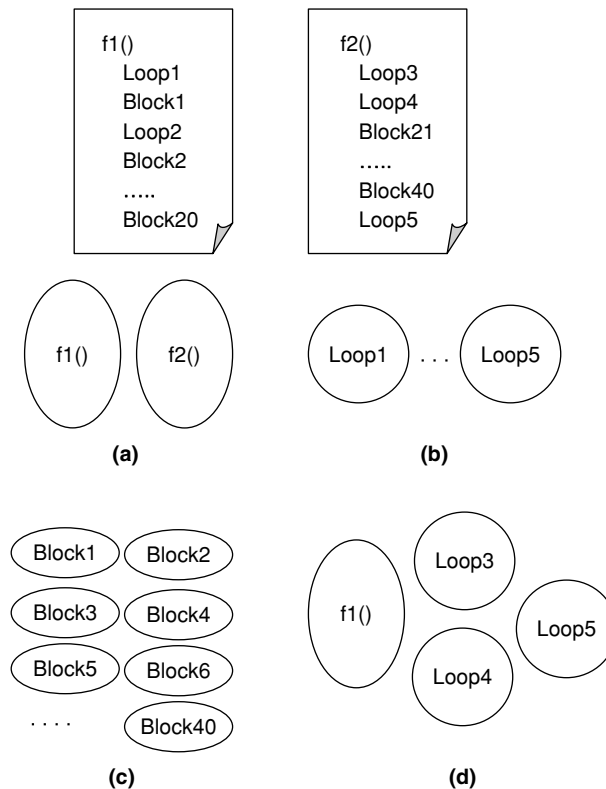 f1()
Loop1
Block1
Loop2
Block2
.....
Block20
f2()
Loop3
Loop4
Block21
.....
Block40
Loop5
f1()
f2()
(a)
Loop1 . . . Loop5
(b)
Block1 Block2
Block3 Block4
Block5 Block6
. . . . Block40
(c)
f1()
Loop3
Loop5
Loop4
(d)